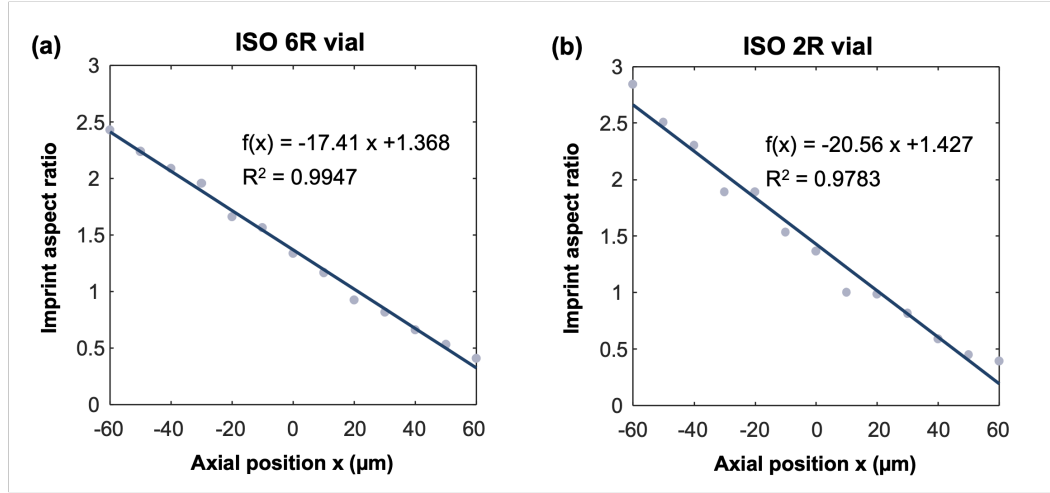 (a)
ISO 6R vial
3
2.5
2
1.5
1
0.5
0
f(x) = -17.41 x +1.368
R² = 0.9947
Imprint aspect ratio
-60
-40
-20
0
20
40
60
Axial position x (µm)
(b)
ISO 2R vial
3
2.5
2
1.5
1
0.5
0
f(x) = -20.56 x +1.427
R² = 0.9783
Imprint aspect ratio
-60
-40
-20
0
20
40
60
Axial position x (µm)